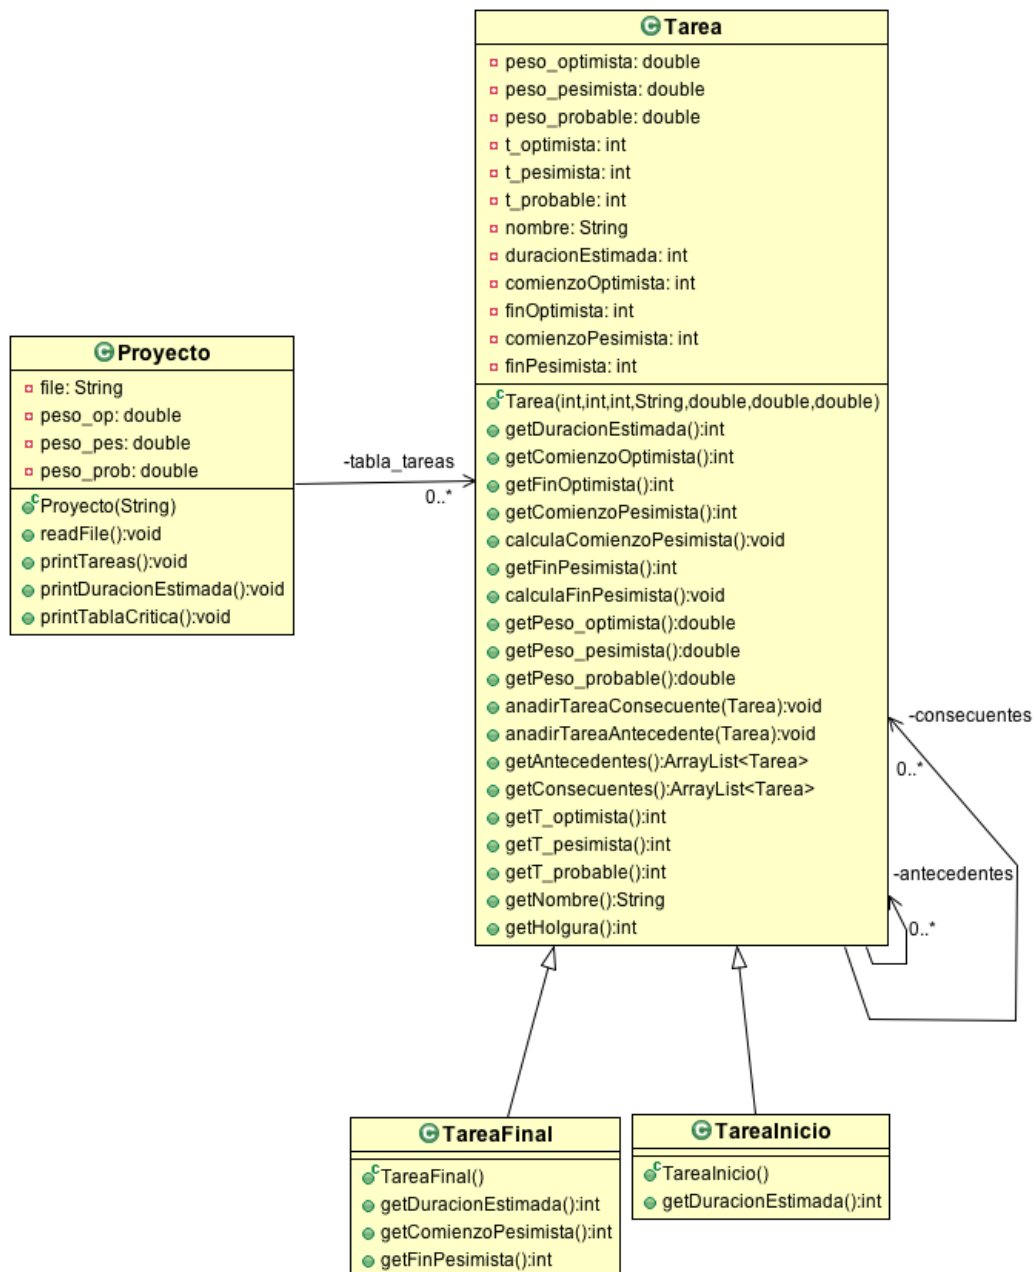 Tarea
peso_optimista: double
peso_pesimista: double
peso_probable: double
t_optimista: int
t_pesimista: int
t_probable: int
nombre: String
duracionEstimada: int
comienzoOptimista: int
finOptimista: int
comienzoPesimista: int
finPesimista: int
Tarea(int,int,int,String,double,double,double)
getDuracionEstimada():int
getComienzoOptimista():int
getFinOptimista():int
getComienzoPesimista():int
calculaComienzoPesimista():void
getFinPesimista():int
calculaFinPesimista():void
getPeso_optimista():double
getPeso_pesimista():double
getPeso_probable():double
anadirTareaConsecuente(Tarea):void
anadirTareaAntecedente(Tarea):void
getAntecedentes():ArrayList<Tarea>
getConsecuentes():ArrayList<Tarea>
getT_optimista():int
getT_pesimista():int
getT_probable():int
getNombre():String
getHolgura():int
Proyecto
file: String
peso_op: double
peso_pes: double
peso_prob: double
Proyecto(String)
readFile():void
printTareas():void
printDuracionEstimada():void
printTablaCritica():void
-tabla_tareas
0..*
-consecuentes
0..*
-antecedentes
0..*
TareaFinal
TareaFinal()
getDuracionEstimada():int
getComienzoPesimista():int
getFinPesimista():int
TareaInicio
TareaInicio()
getDuracionEstimada():int